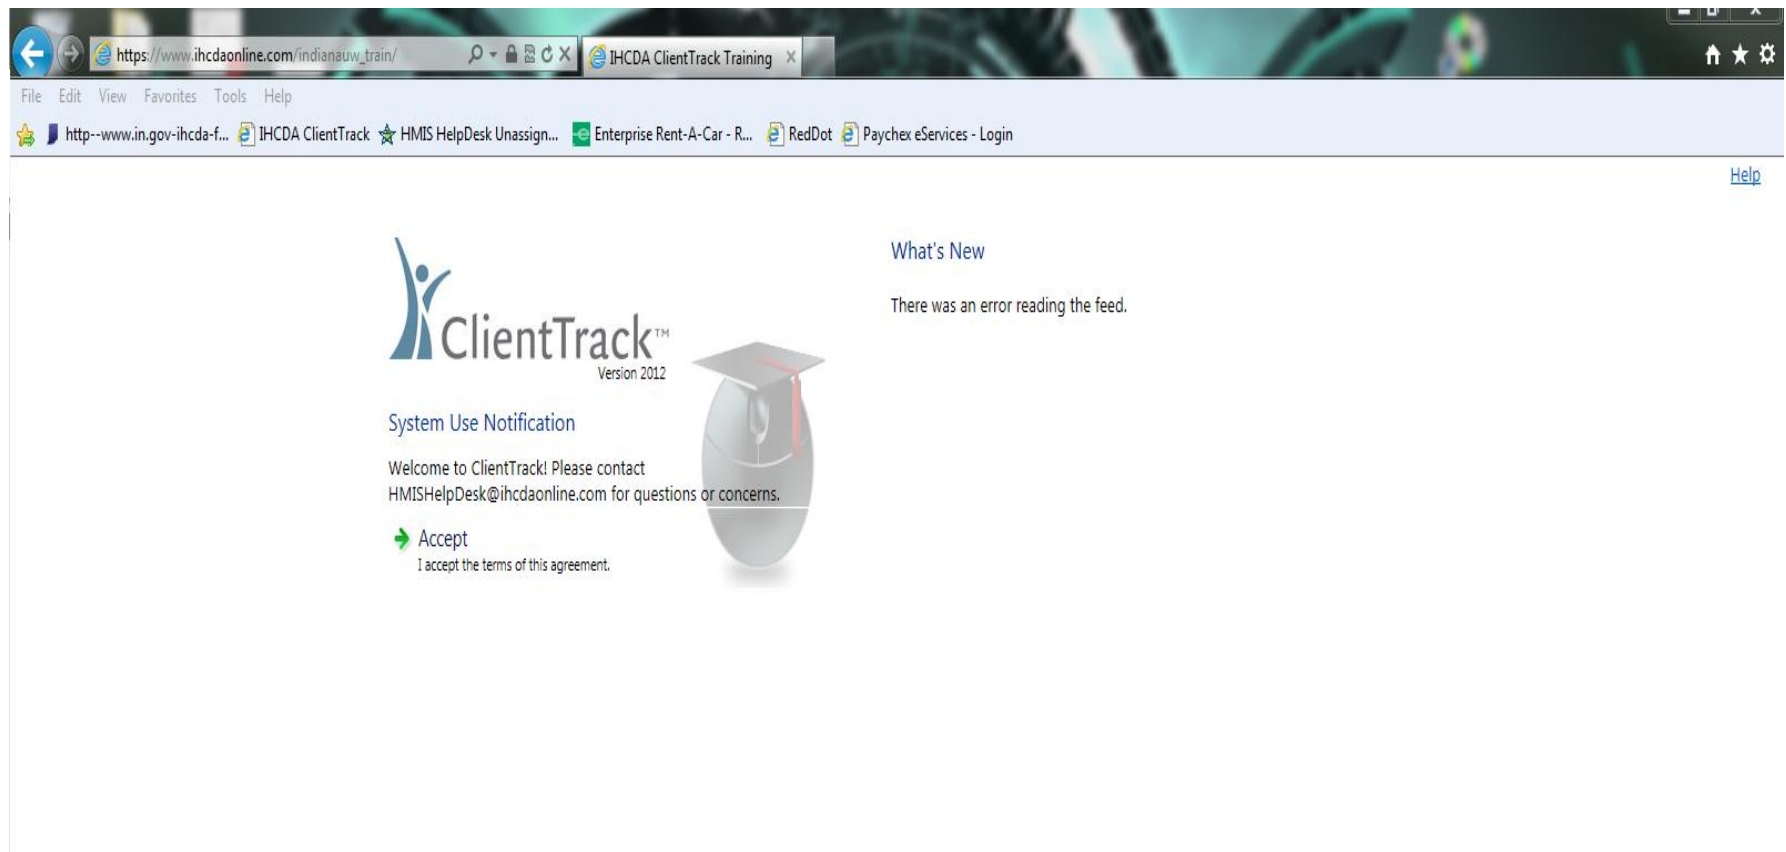 https://www.ihcdaonline.com/indianauw_train/ IHCDA ClientTrack Training
File Edit View Favorites Tools Help
http--www.in.gov-ihcda-f... IHCDA ClientTrack HMIS HelpDesk Unassign... Enterprise Rent-A-Car - R... RedDot Paychex eServices - Login
Help
ClientTrack™
Version 2012
System Use Notification
Welcome to ClientTrack! Please contact
HMISHelpDesk@ihcdaonline.com for questions or concerns.
Accept
I accept the terms of this agreement.
What's New
There was an error reading the feed.